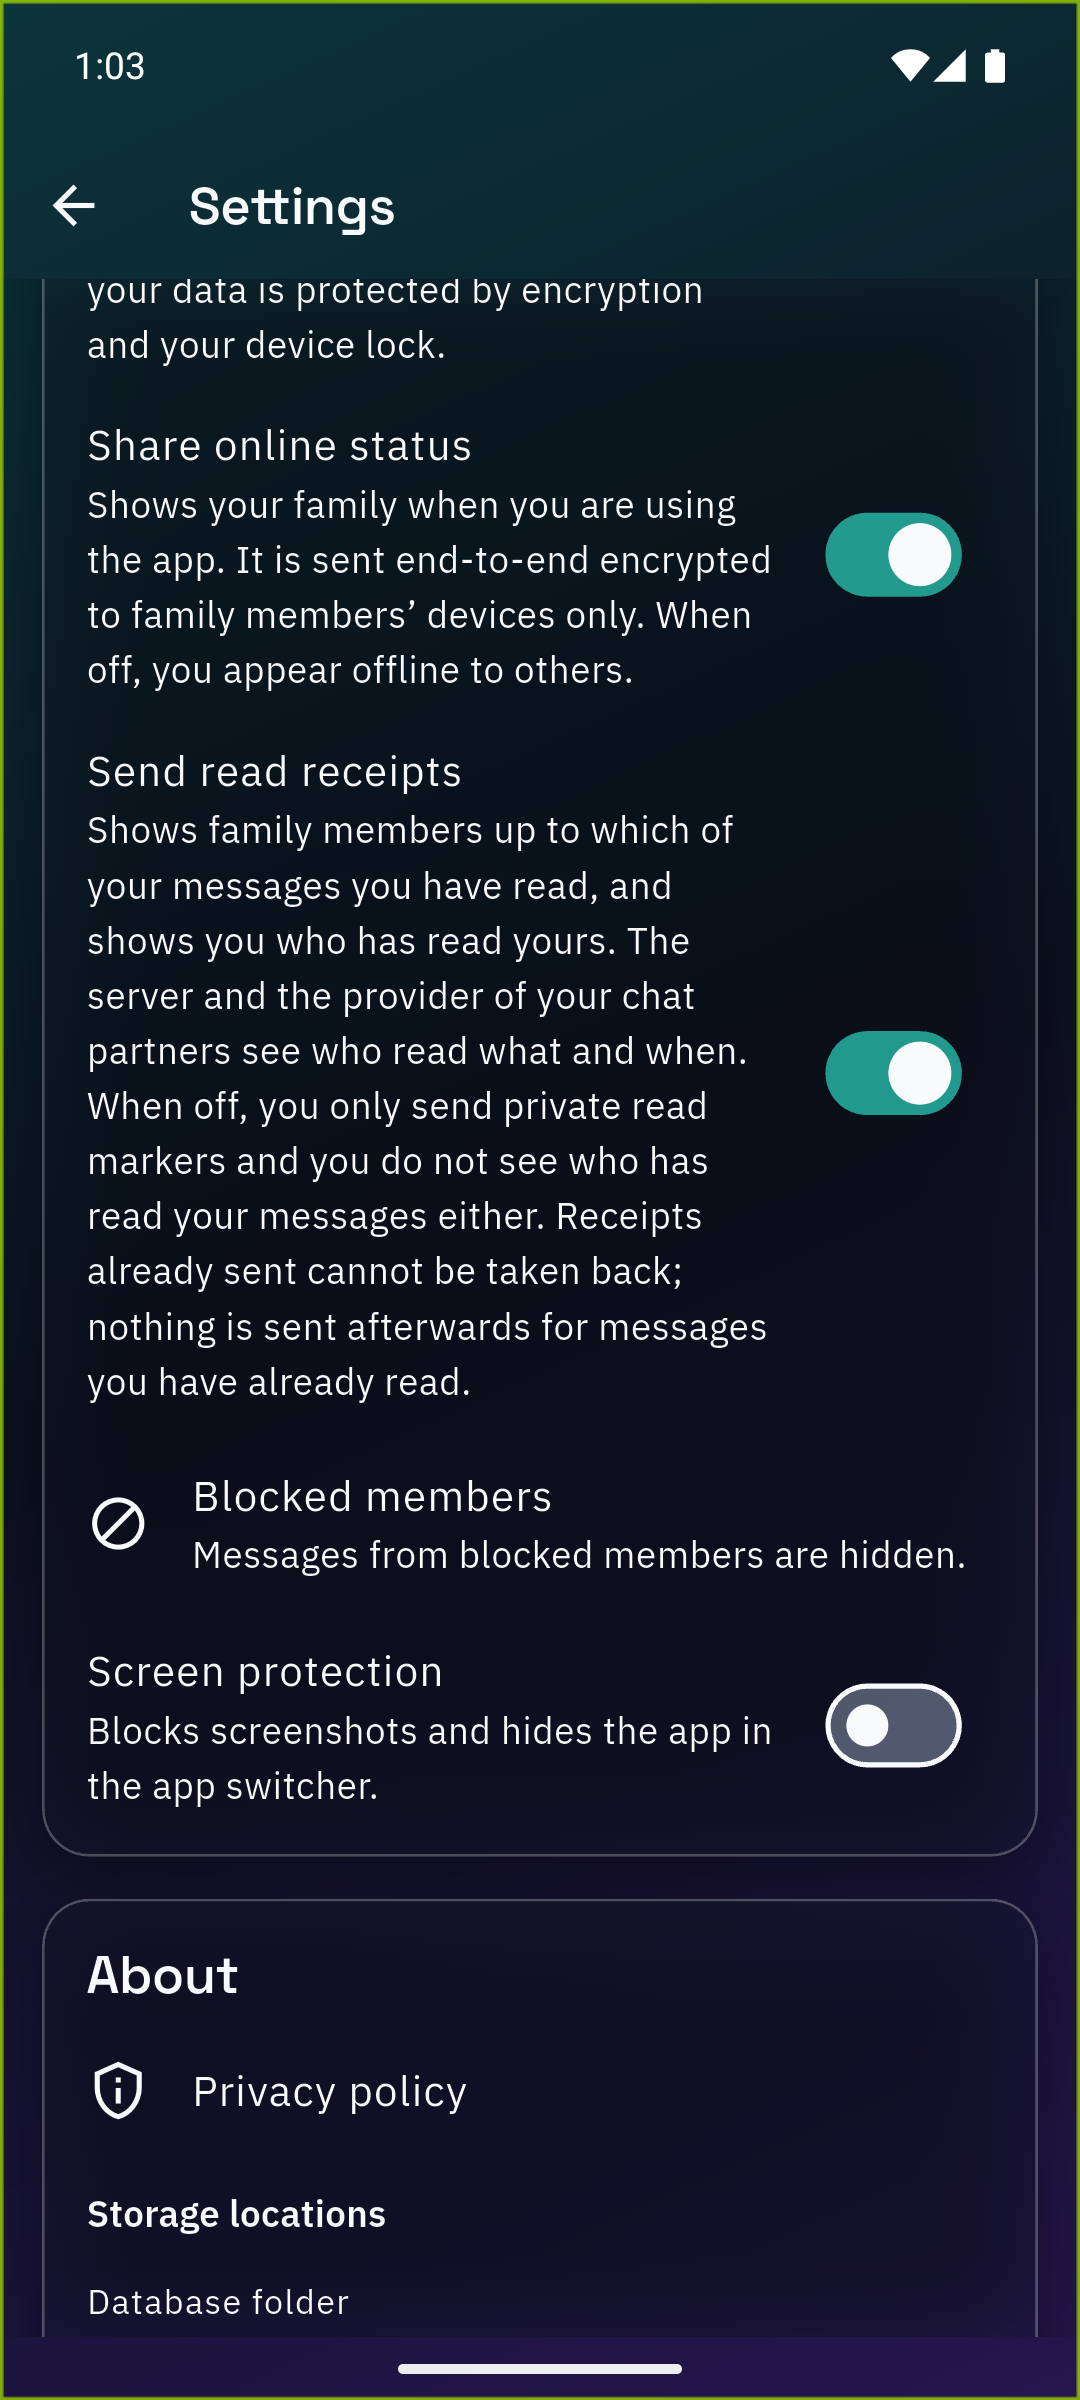 1:03
Settings
your data is protected by encryption
and your device lock.
Share online status
Shows your family when you are using
the app. It is sent end-to-end encrypted
to family members’ devices only. When
off, you appear offline to others.
Send read receipts
Shows family members up to which of
your messages you have read, and
shows you who has read yours. The
server and the provider of your chat
partners see who read what and when.
When off, you only send private read
markers and you do not see who has
read your messages either. Receipts
already sent cannot be taken back;
nothing is sent afterwards for messages
you have already read.
Blocked members
Messages from blocked members are hidden.
Screen protection
Blocks screenshots and hides the app in
the app switcher.
About
Privacy policy
Storage locations
Database folder